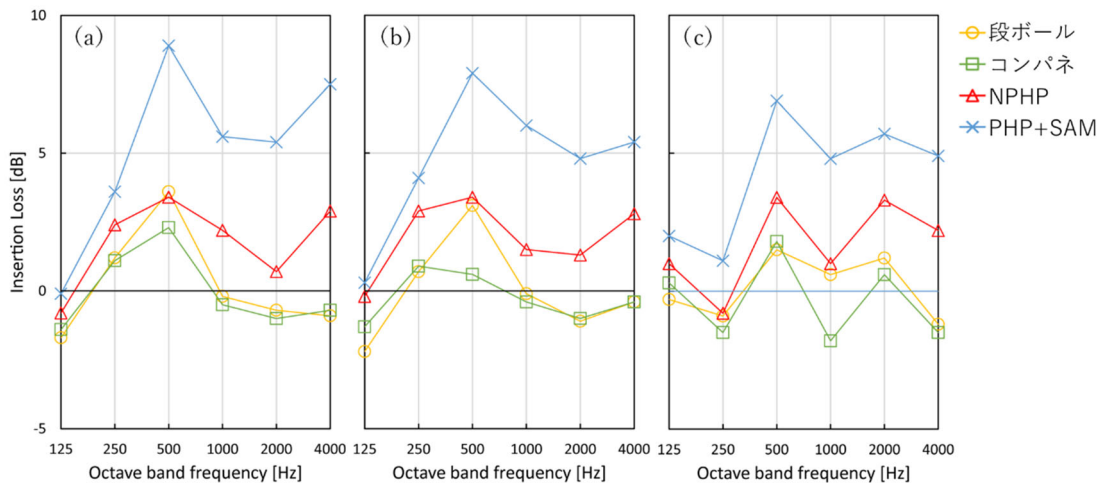 (a)
(b)
(c)
段ボール
コンパネ
NPHP
PHP+SAM
Insertion Loss [dB]
10
5
0
-5
125 250 500 1000 2000 4000
125 250 500 1000 2000 4000
125 250 500 1000 2000 4000
Octave band frequency [Hz]
Octave band frequency [Hz]
Octave band frequency [Hz]